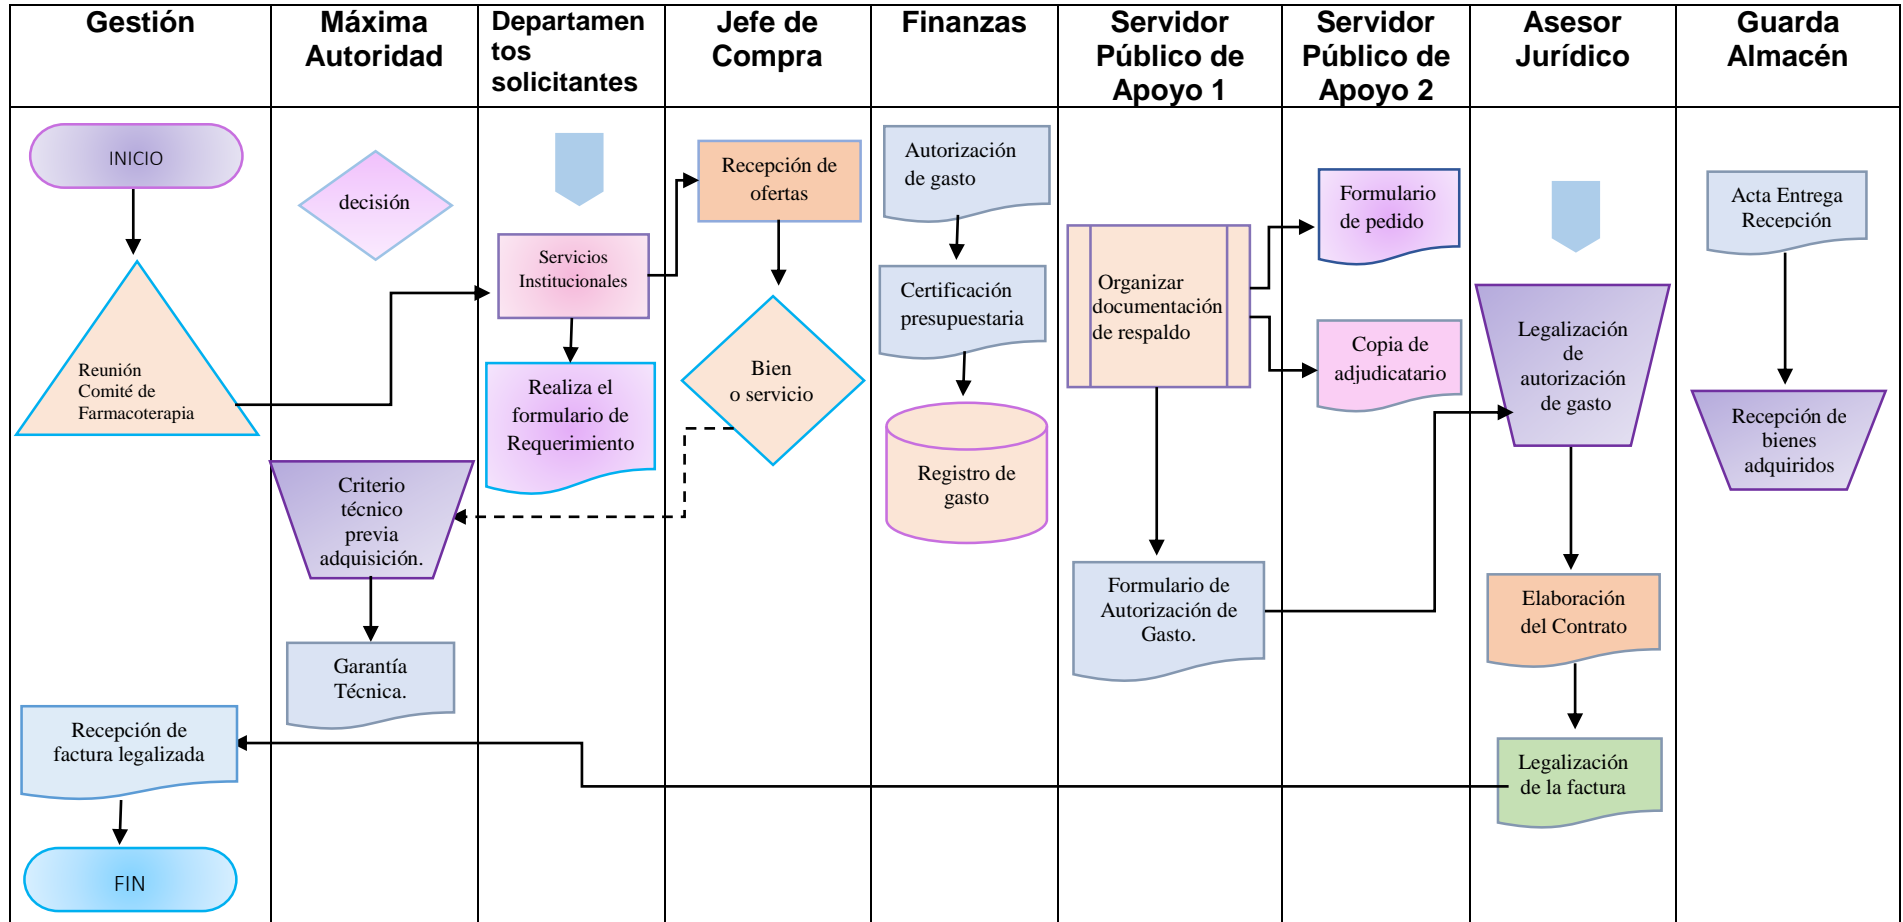 Gestión
Máxima
Autoridad
Departamen
tos
solicitantes
Jefe de
Compra
Finanzas
Servidor
Público de
Apoyo 1
Servidor
Público de
Apoyo 2
Asesor
Jurídico
Guarda
Almacén
INICIO
Reunión
Comité de
Farmacoterapia
Recepción de
factura legalizada
FIN
decisión
Criterio
técnico
previa
adquisición.
Garantía
Técnica.
Servicios
Institucionales
Realiza el
formulario de
Requerimiento
Recepción de
ofertas
Bien
o servicio
Autorización
de gasto
Certificación
presupuestaria
Registro de
gasto
Organizar
documentación
de respaldo
Formulario de
Autorización de
Gasto.
Formulario
de pedido
Copia de
adjudicatario
Legalización
de
autorización
de gasto
Elaboración
del Contrato
Legalización
de la factura
Acta Entrega
Recepción
Recepción de
bienes
adquiridos